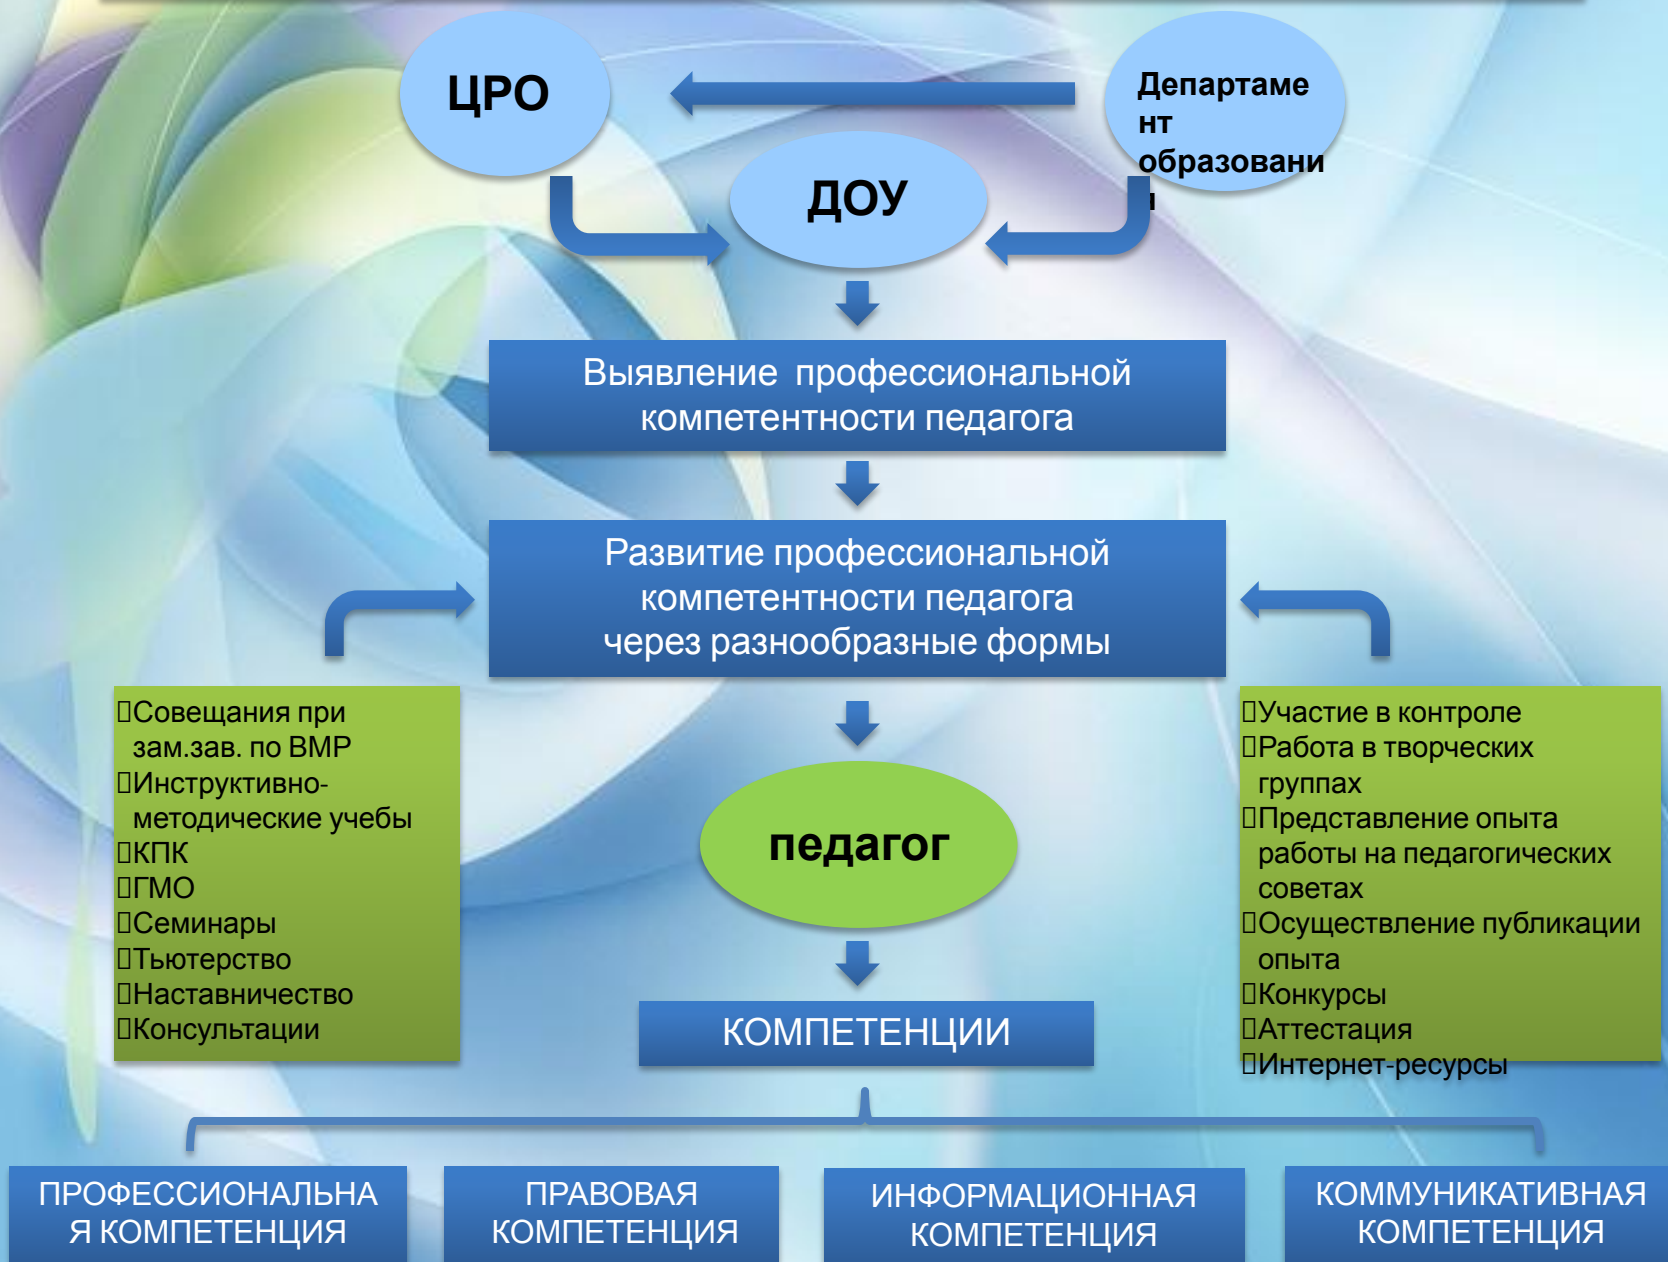 ЦРО
Департаме
нт
образовани
я
ДОУ
Выявление профессиональной
компетентности педагога
Развитие профессиональной
компетентности педагога
через разнообразные формы
Совещания при
зам.зав. по ВМР
Инструктивно-
методические учебы
КПК
ГМО
Семинары
Тьютерство
Наставничество
Консультации
педагог
Участие в контроле
Работа в творческих
группах
Представление опыта
работы на педагогических
советах
Осуществление публикации
опыта
Конкурсы
Аттестация
Интернет-ресурсы
КОМПЕТЕНЦИИ
ПРОФЕССИОНАЛЬНА
Я КОМПЕТЕНЦИЯ
ПРАВОВАЯ
КОМПЕТЕНЦИЯ
ИНФОРМАЦИОННАЯ
КОМПЕТЕНЦИЯ
КОММУНИКАТИВНАЯ
КОМПЕТЕНЦИЯ